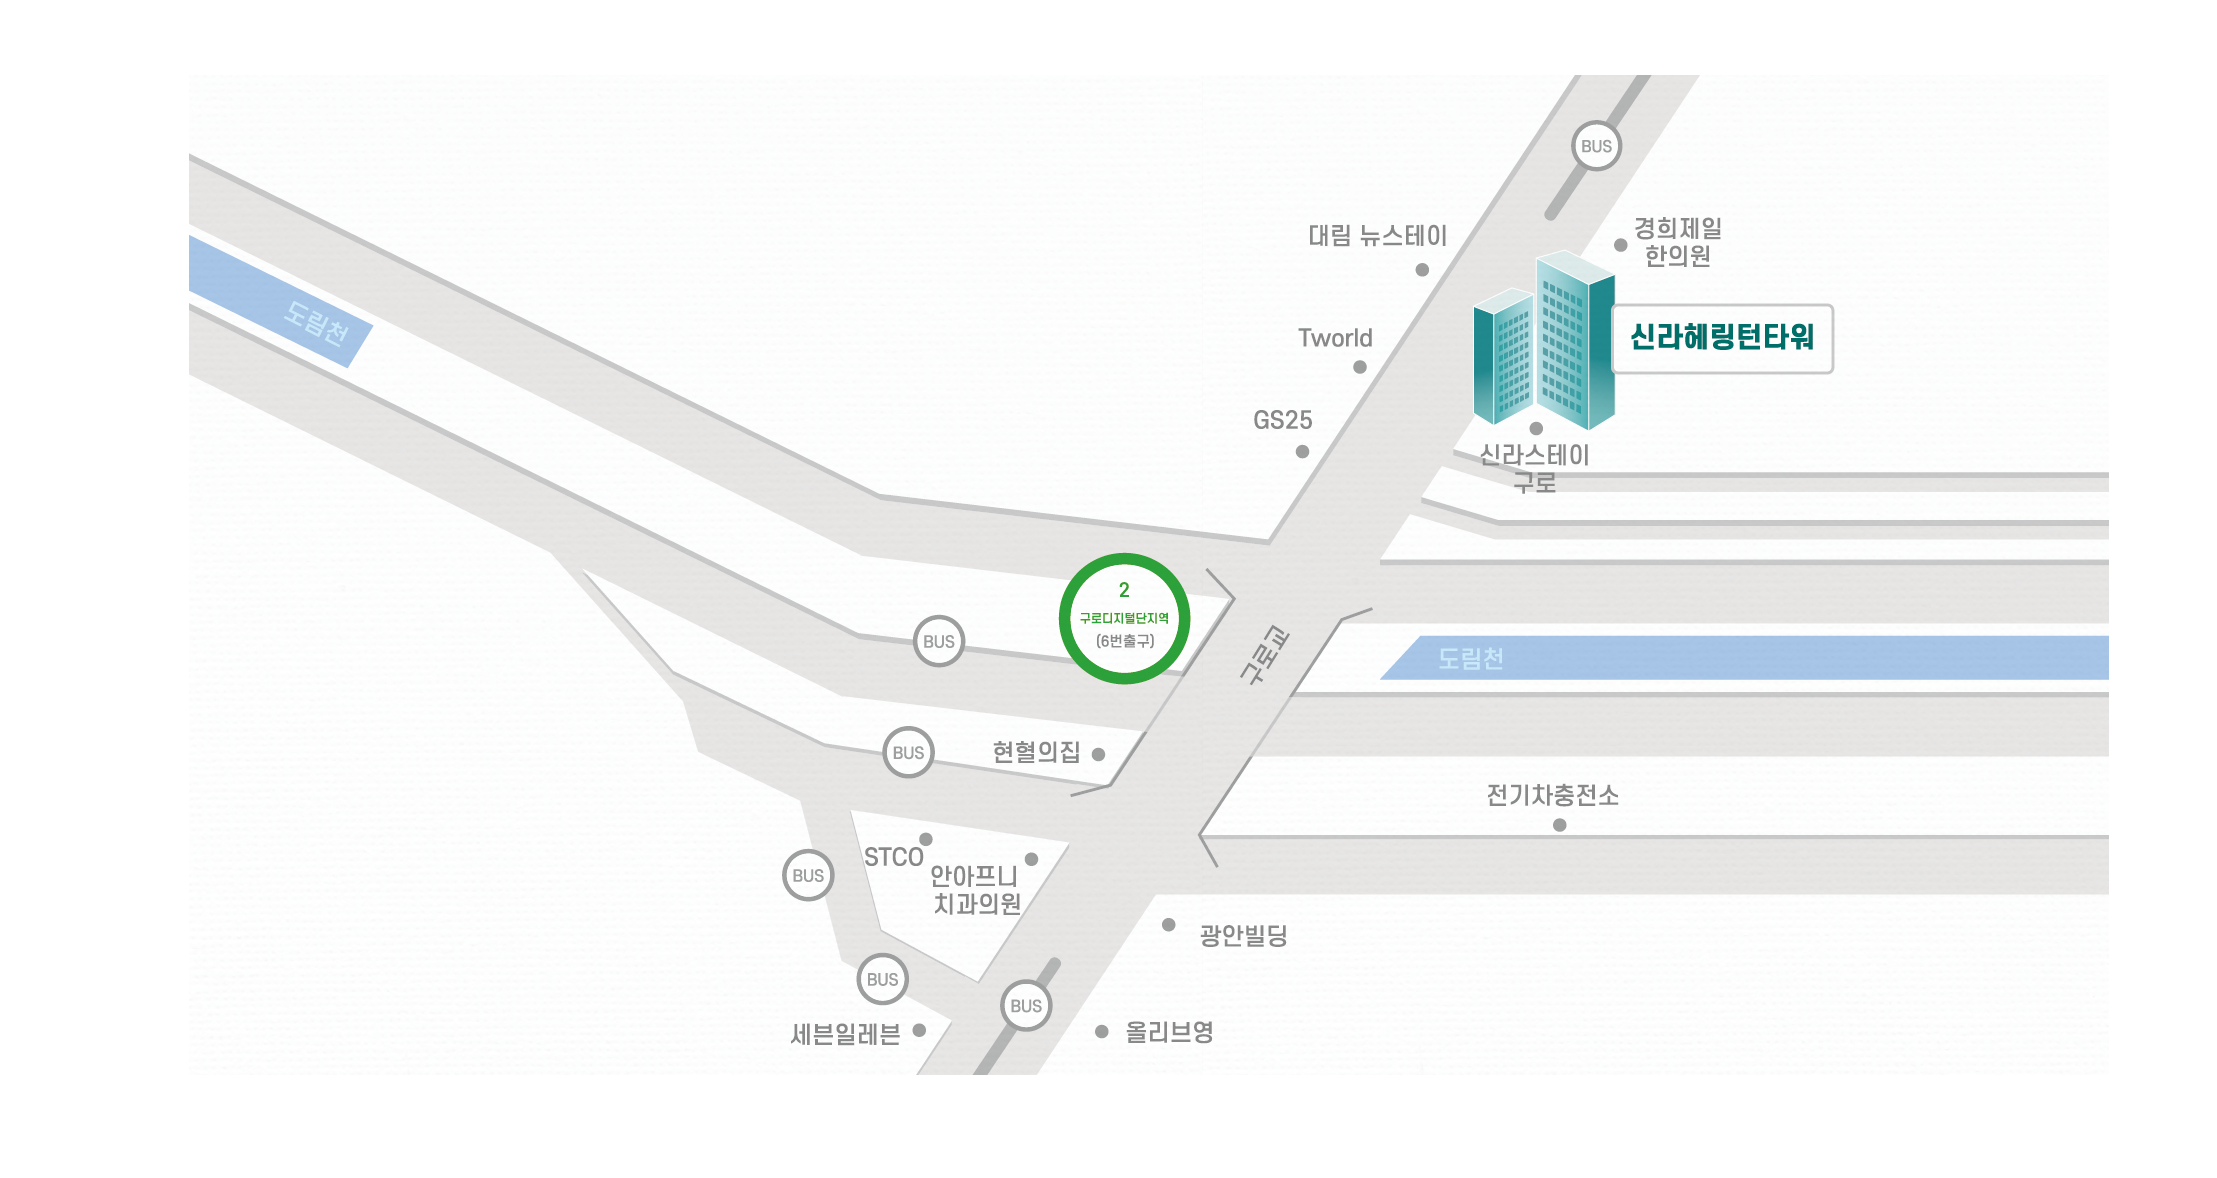 BUS
경희제일
한의원
대림 뉴스테이
도림천
Tworld
신라헤링턴타워
GS25
신라스테이
구로
2
구로디지털단지역
(6번출구)
BUS
구로교
도림천
BUS
현혈의집
전기차충전소
STCO
BUS
안아프니
치과의원
광안빌딩
BUS
BUS
세븐일레븐
올리브영